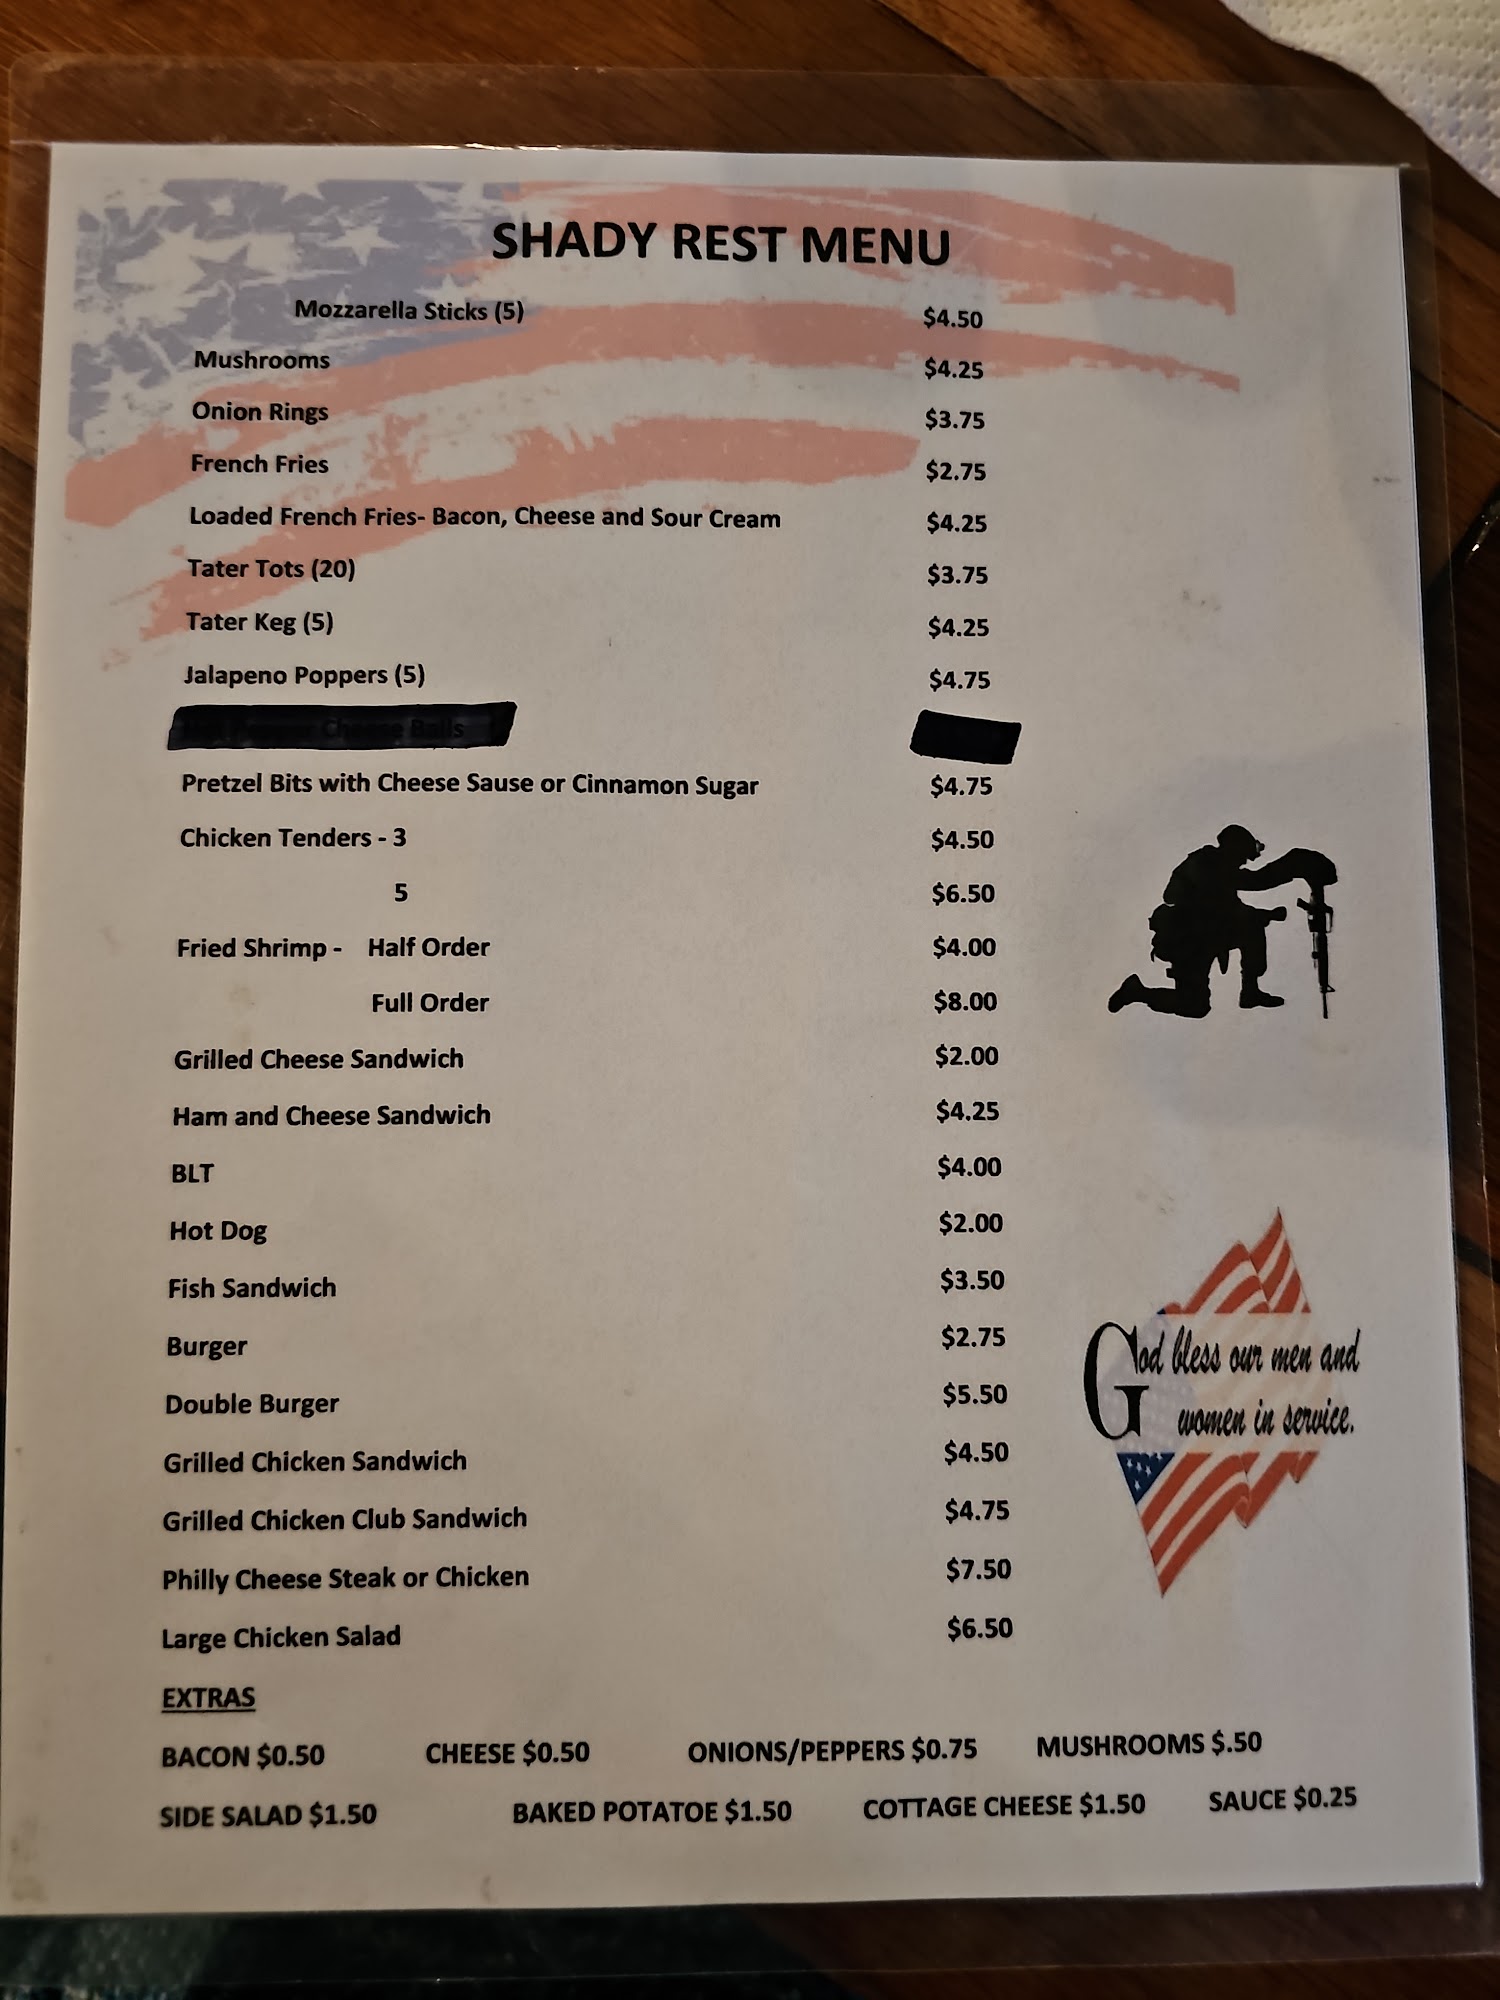 SHADY REST MENU
Mozzarella Sticks (5) $4.50
Mushrooms $4.25
Onion Rings $3.75
French Fries $2.75
Loaded French Fries- Bacon, Cheese and Sour Cream $4.25
Tater Tots (20) $3.75
Tater Keg (5) $4.25
Jalapeno Poppers (5) $4.75
Pepper Cheese Balls
Pretzel Bits with Cheese Sause or Cinnamon Sugar $4.75
Chicken Tenders - 3 $4.50
5 $6.50
Fried Shrimp - Half Order $4.00
Full Order $8.00
Grilled Cheese Sandwich $2.00
Ham and Cheese Sandwich $4.25
BLT $4.00
Hot Dog $2.00
Fish Sandwich $3.50
Burger $2.75
Double Burger $5.50
Grilled Chicken Sandwich $4.50
Grilled Chicken Club Sandwich $4.75
Philly Cheese Steak or Chicken $7.50
Large Chicken Salad $6.50
God bless our men and
women in service.
EXTRAS
BACON $0.50 CHEESE $0.50 ONIONS/PEPPERS $0.75 MUSHROOMS $.50
SIDE SALAD $1.50 BAKED POTATOE $1.50 COTTAGE CHEESE $1.50 SAUCE $0.25